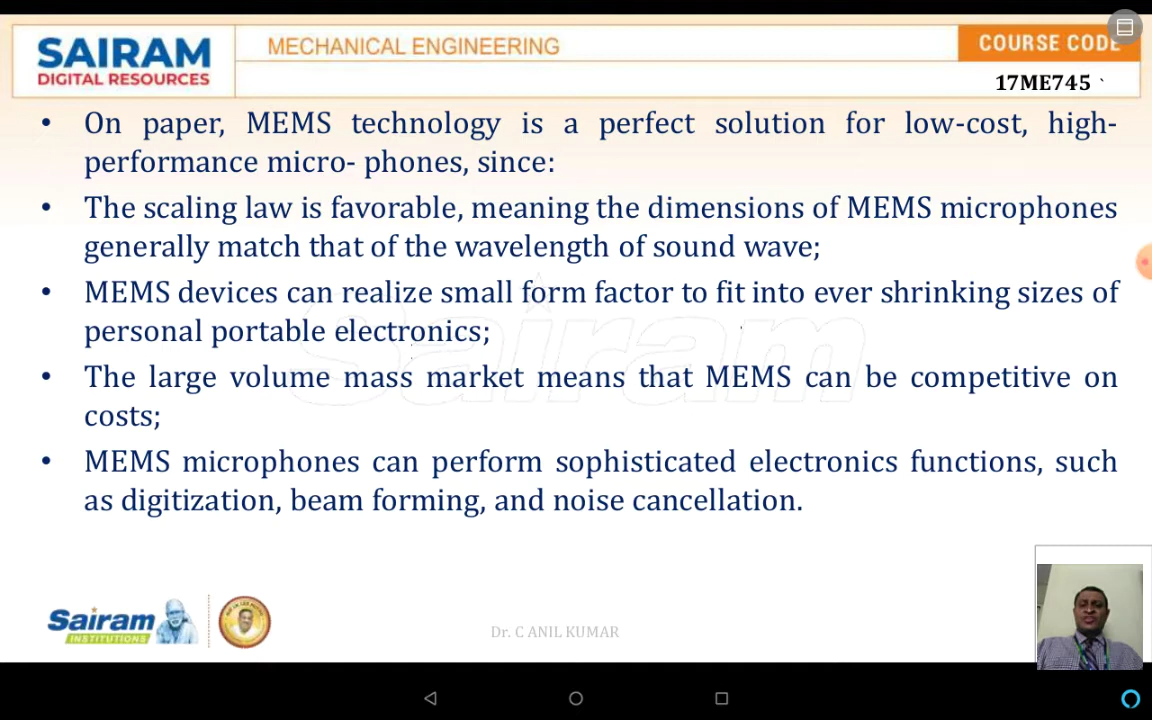 SAIRAM
DIGITAL RESOURCES
MECHANICAL ENGINEERING
COURSE CODE
17ME745 `
• On paper, MEMS technology is a perfect solution for low-cost, high-
performance micro- phones, since:
• The scaling law is favorable, meaning the dimensions of MEMS microphones
generally match that of the wavelength of sound wave;
• MEMS devices can realize small form factor to fit into ever shrinking sizes of
personal portable electronics;
• The large volume mass market means that MEMS can be competitive on
costs;
• MEMS microphones can perform sophisticated electronics functions, such
as digitization, beam forming, and noise cancellation.
Sairam
Sairam
INSTITUTIONS
Dr. C ANIL KUMAR